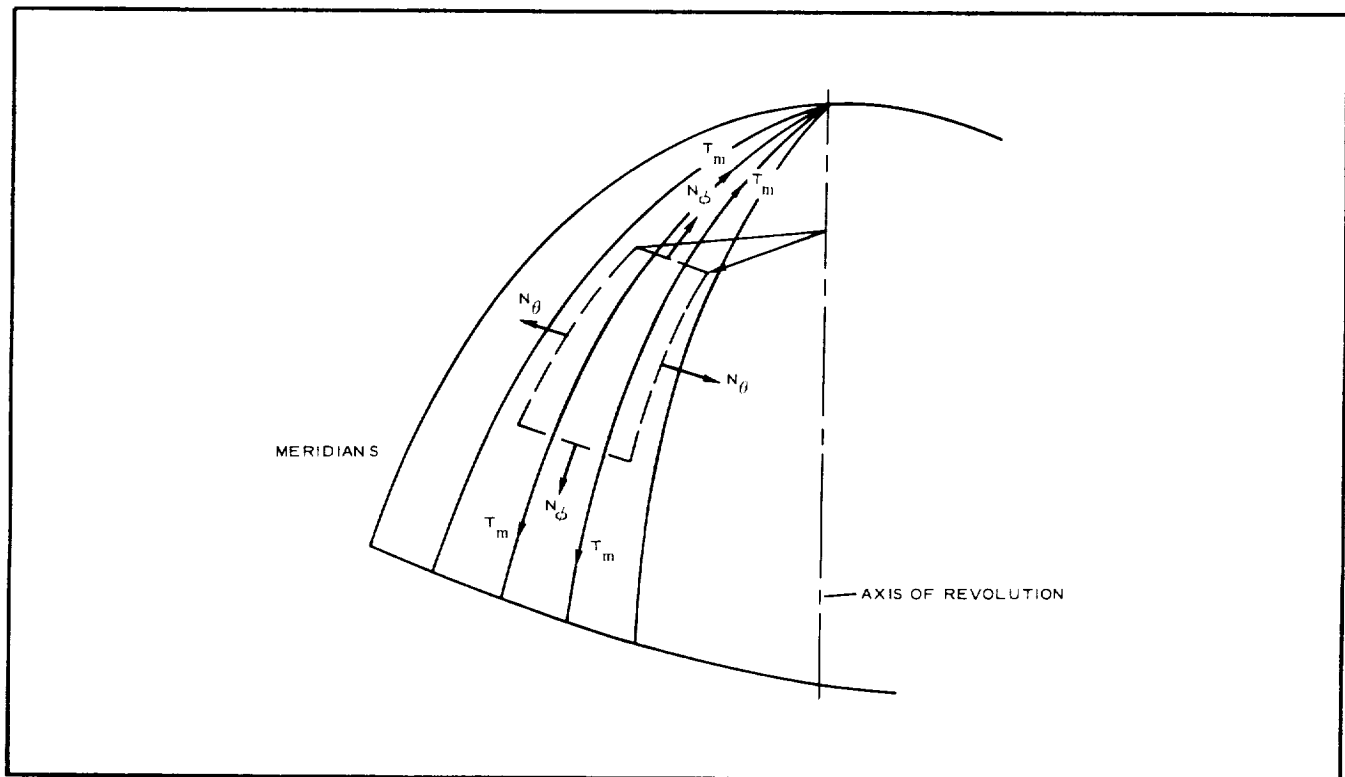 T_m
T_m
N_ϕ
N_θ
N_θ
MERIDIANS
N_ϕ
T_m
T_m
AXIS OF REVOLUTION